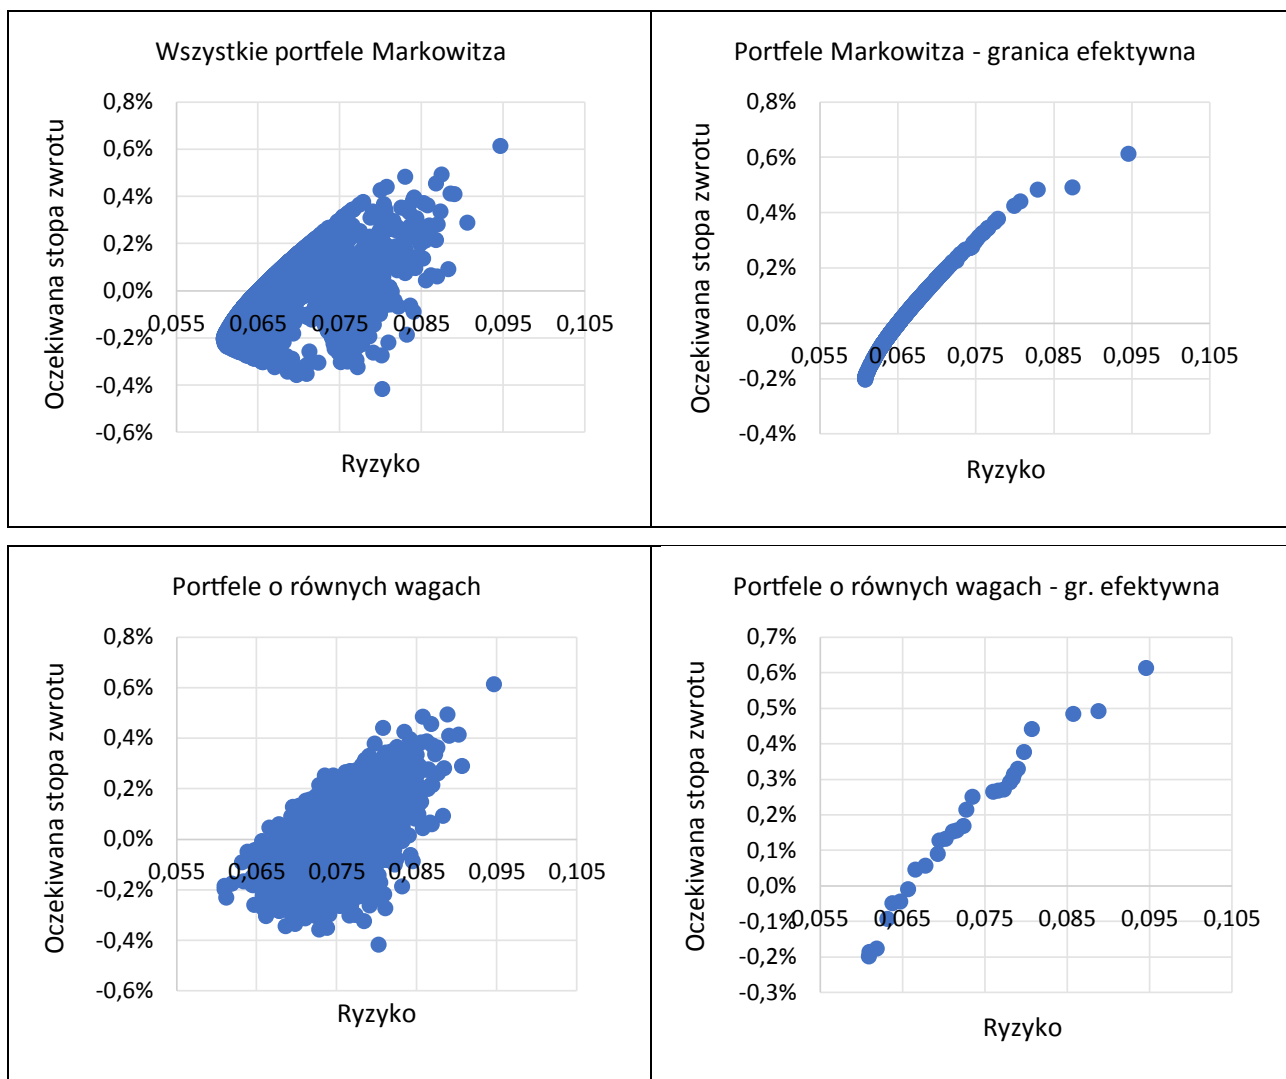 Wszystkie portfele Markowitza
Oczekiwana stopa zwrotu
0,8%
0,6%
0,4%
0,2%
0,0%
-0,2%
-0,4%
-0,6%
0,055 0,065 0,075 0,085 0,095 0,105
Ryzyko
Portfele Markowitza - granica efektywna
Oczekiwana stopa zwrotu
0,8%
0,6%
0,4%
0,2%
0,0%
-0,2%
-0,4%
0,055 0,065 0,075 0,085 0,095 0,105
Ryzyko
Portfele o równych wagach
Oczekiwana stopa zwrotu
0,8%
0,6%
0,4%
0,2%
0,0%
-0,2%
-0,4%
-0,6%
0,055 0,065 0,075 0,085 0,095 0,105
Ryzyko
Portfele o równych wagach - gr. efektywna
Oczekiwana stopa zwrotu
0,7%
0,6%
0,5%
0,4%
0,3%
0,2%
0,1%
0,0%
-0,1%
-0,2%
-0,3%
0,055 0,065 0,075 0,085 0,095 0,105
Ryzyko